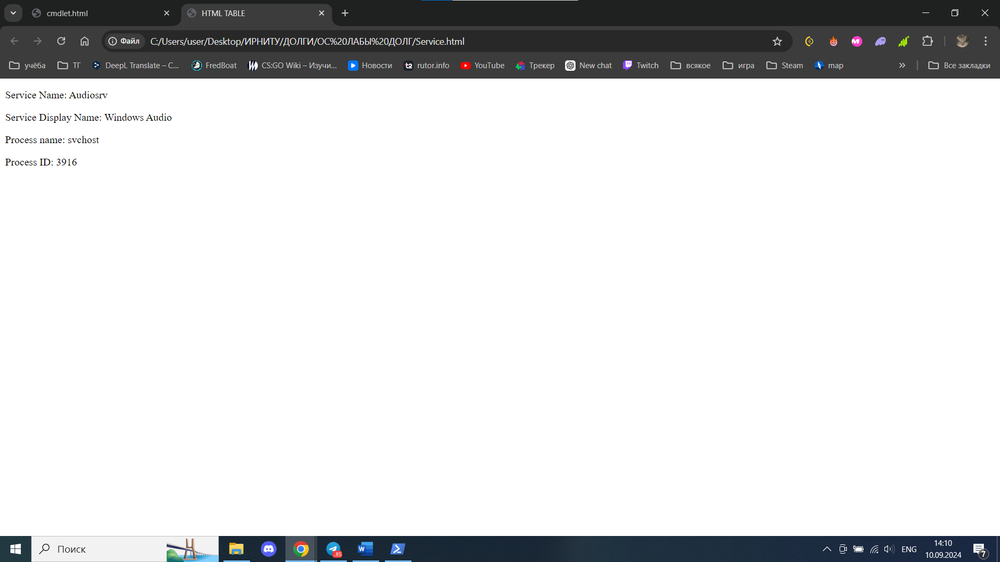 cmdlet.html
HTML TABLE
Файл
C:/Users/user/Desktop/ИРНИТУ/ДОЛГИ/ОС%20ЛАБЫ%20ДОЛГ/Service.html
учёба
ТГ
DeepL Translate – C...
FredBoat
CS:GO Wiki – Изучи...
Новости
rutor.info
YouTube
Трекер
New chat
Twitch
всякое
игра
Steam
map
Все закладки
Service Name: Audiosrv
Service Display Name: Windows Audio
Process name: svchost
Process ID: 3916
Поиск
..85
ENG
14:10
10.09.2024
7